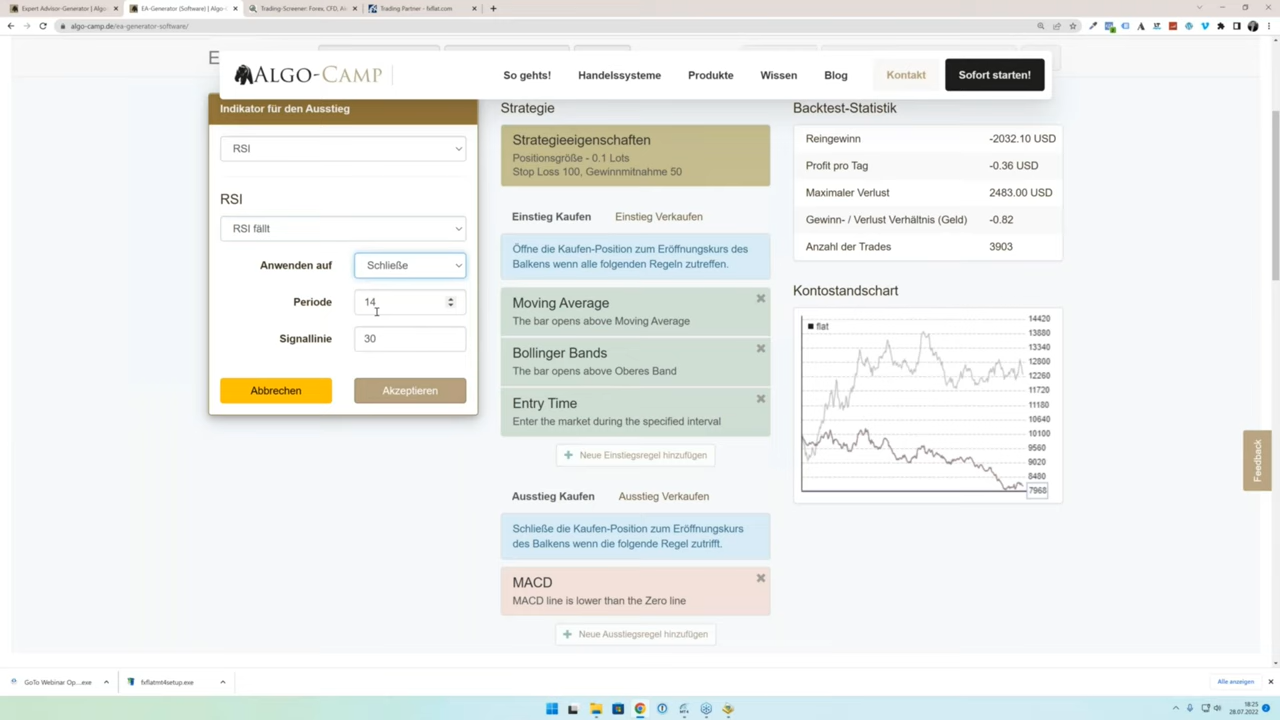 Expert Advisor-Generator | Algo-
EA-Generator (Software) | Algo-C
Trading-Screener: Forex, CFD, Ak
Trading Partner - fxflat.com
algo-camp.de/ea-generator-software/
E
ALGO-CAMP
So gehts!
Handelssysteme
Produkte
Wissen
Blog
Kontakt
Sofort starten!
Indikator für den Ausstieg
RSI
RSI
RSI fällt
Anwenden auf
Schließe
Periode
14
Signallinie
30
Abbrechen
Akzeptieren
Strategie
Strategieeigenschaften
Positionsgröße - 0.1 Lots
Stop Loss 100, Gewinnmitnahme 50
Einstieg Kaufen
Einstieg Verkaufen
Öffne die Kaufen-Position zum Eröffnungskurs des
Balkens wenn alle folgenden Regeln zutreffen.
Moving Average
The bar opens above Moving Average
Bollinger Bands
The bar opens above Oberes Band
Entry Time
Enter the market during the specified interval
Neue Einstiegsregel hinzufügen
Ausstieg Kaufen
Ausstieg Verkaufen
Schließe die Kaufen-Position zum Eröffnungskurs
des Balkens wenn die folgende Regel zutrifft.
MACD
MACD line is lower than the Zero line
Neue Ausstiegsregel hinzufügen
Backtest-Statistik
Reingewinn -2032.10 USD
Profit pro Tag -0.36 USD
Maximaler Verlust 2483.00 USD
Gewinn- / Verlust Verhältnis (Geld) -0.82
Anzahl der Trades 3903
Kontostandschart
flat
14420
13880
13340
12800
12260
11720
11180
10640
10100
9560
9020
8480
7968
Feedback
GoTo Webinar Op....exe
fxflatmt4setup.exe
Alle anzeigen
18:25
28.07.2022